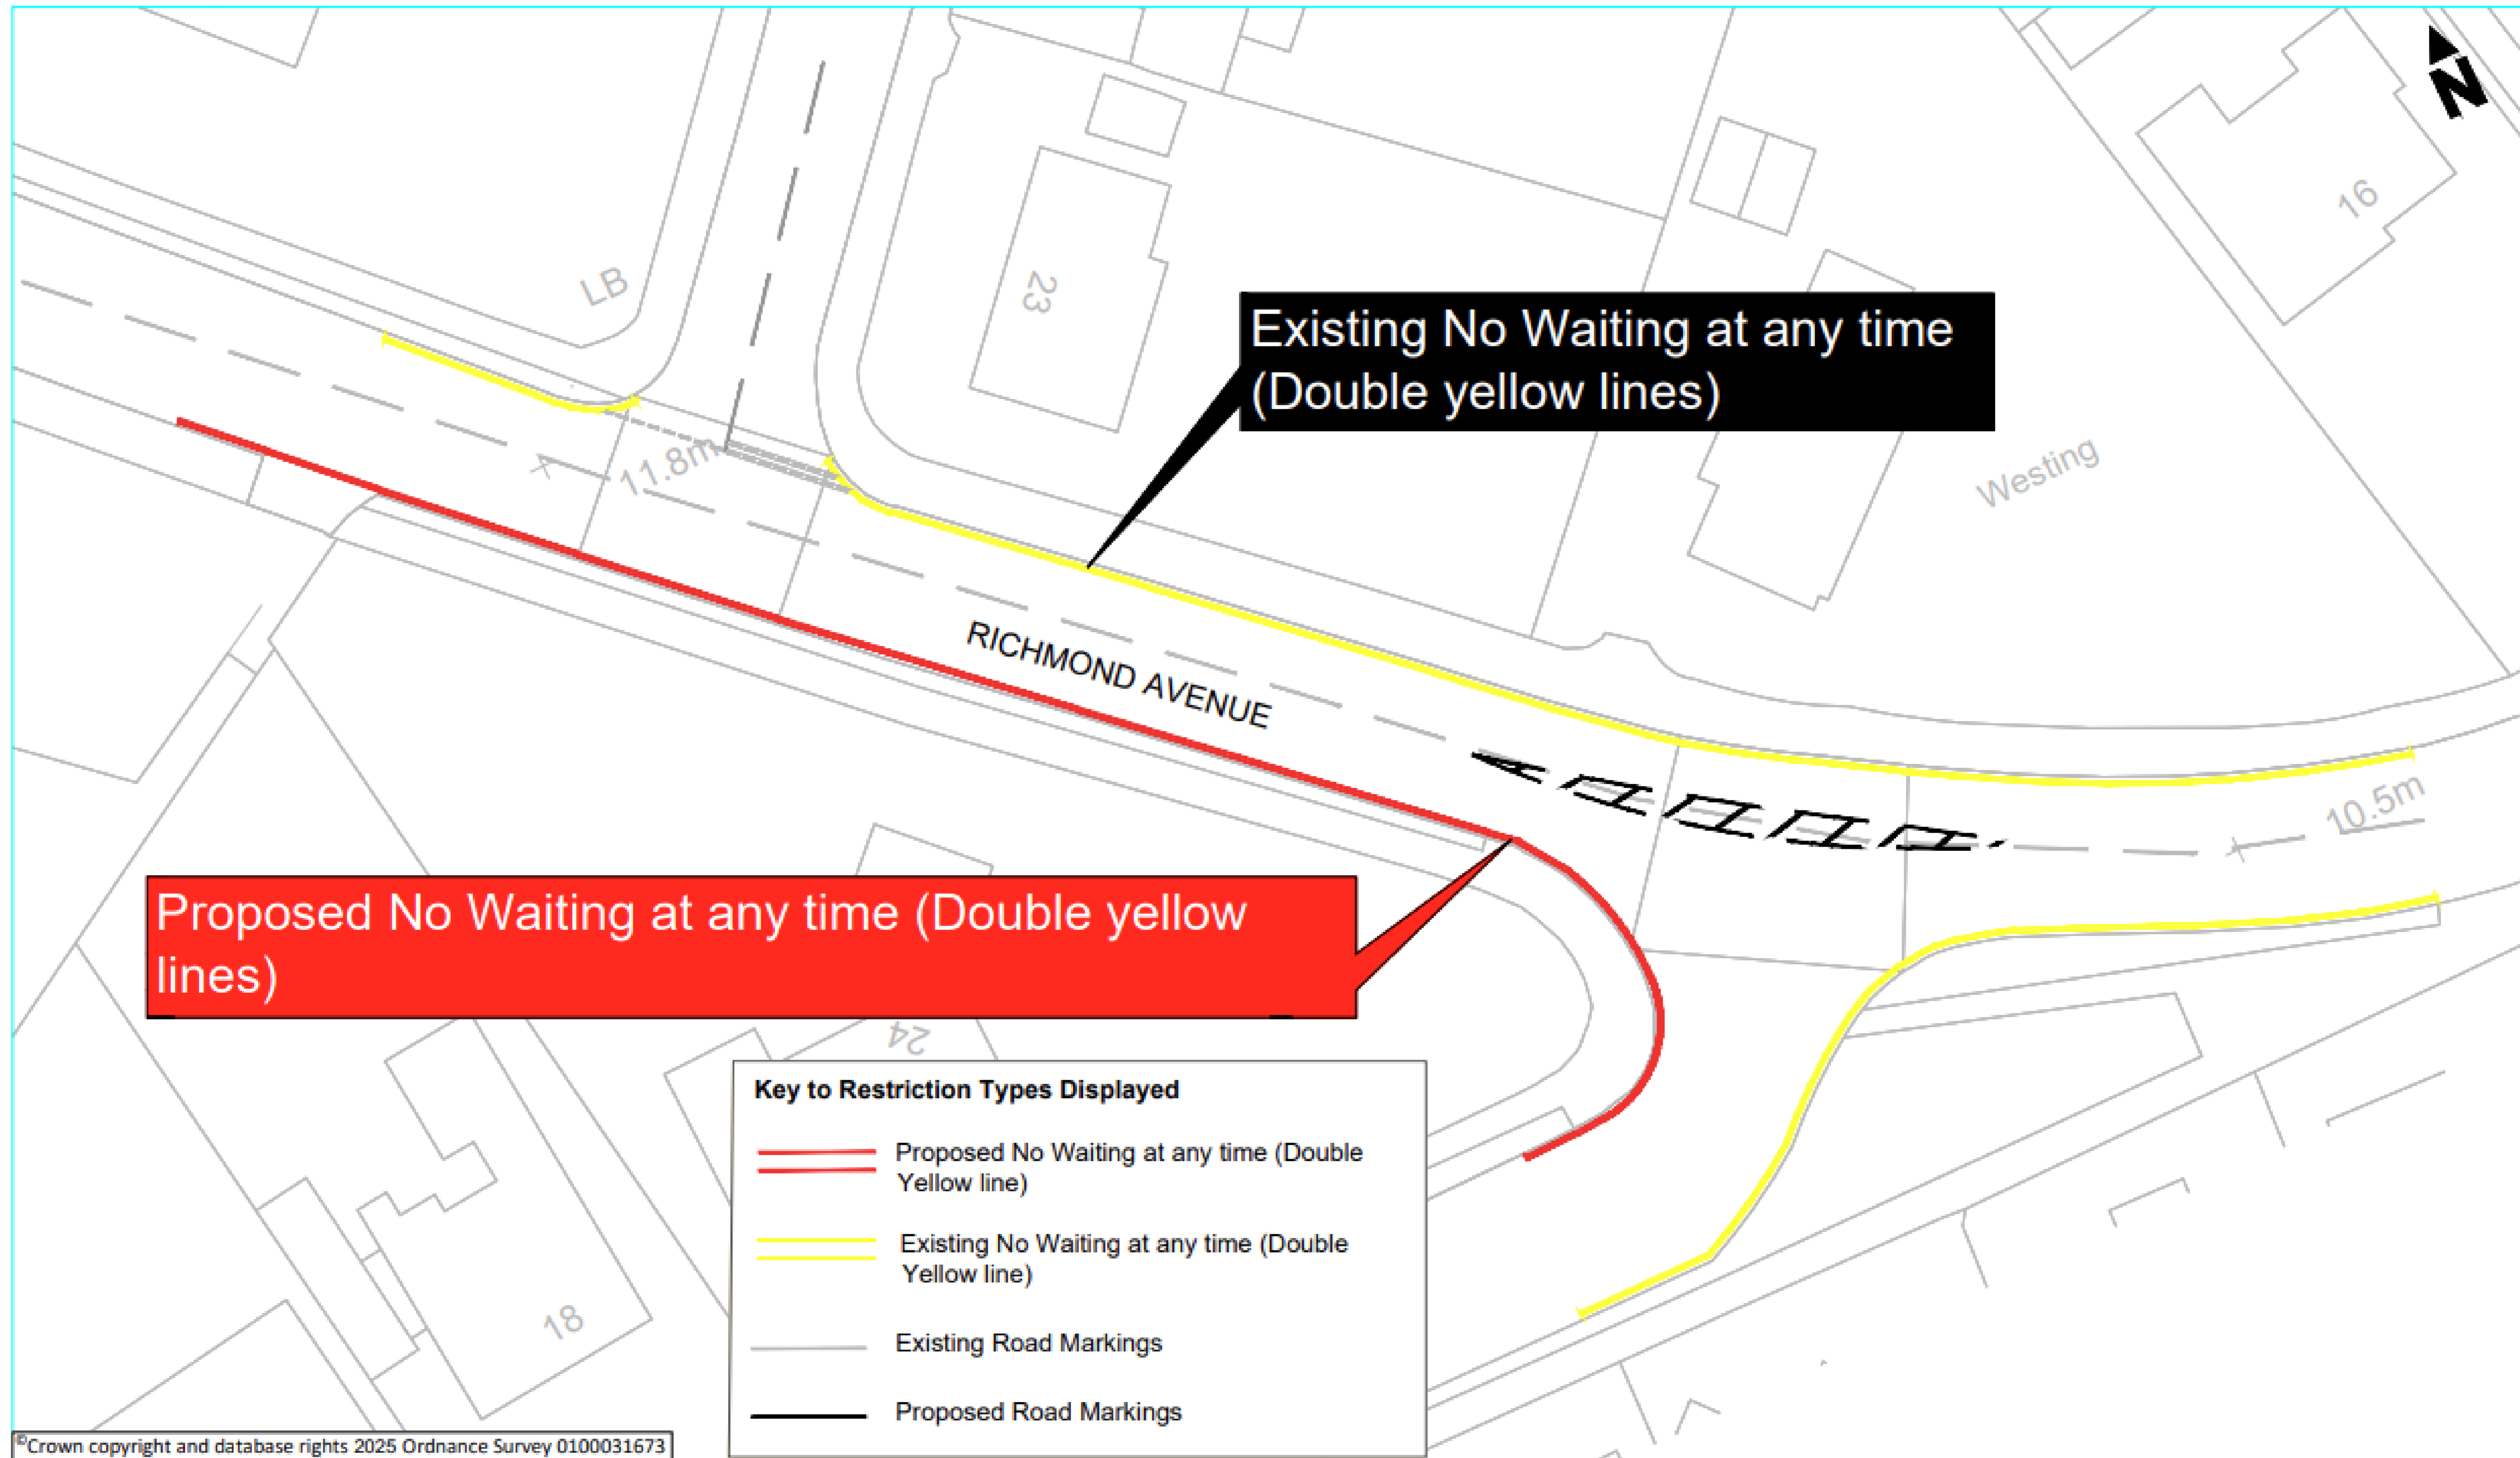 N
16
LB
23
Existing No Waiting at any time
(Double yellow lines)
11.8m
Westing
RICHMOND AVENUE
10.5m
Proposed No Waiting at any time (Double yellow
lines)
24
Key to Restriction Types Displayed
Proposed No Waiting at any time (Double
Yellow line)
Existing No Waiting at any time (Double
Yellow line)
18
Existing Road Markings
Proposed Road Markings
©Crown copyright and database rights 2025 Ordnance Survey 0100031673